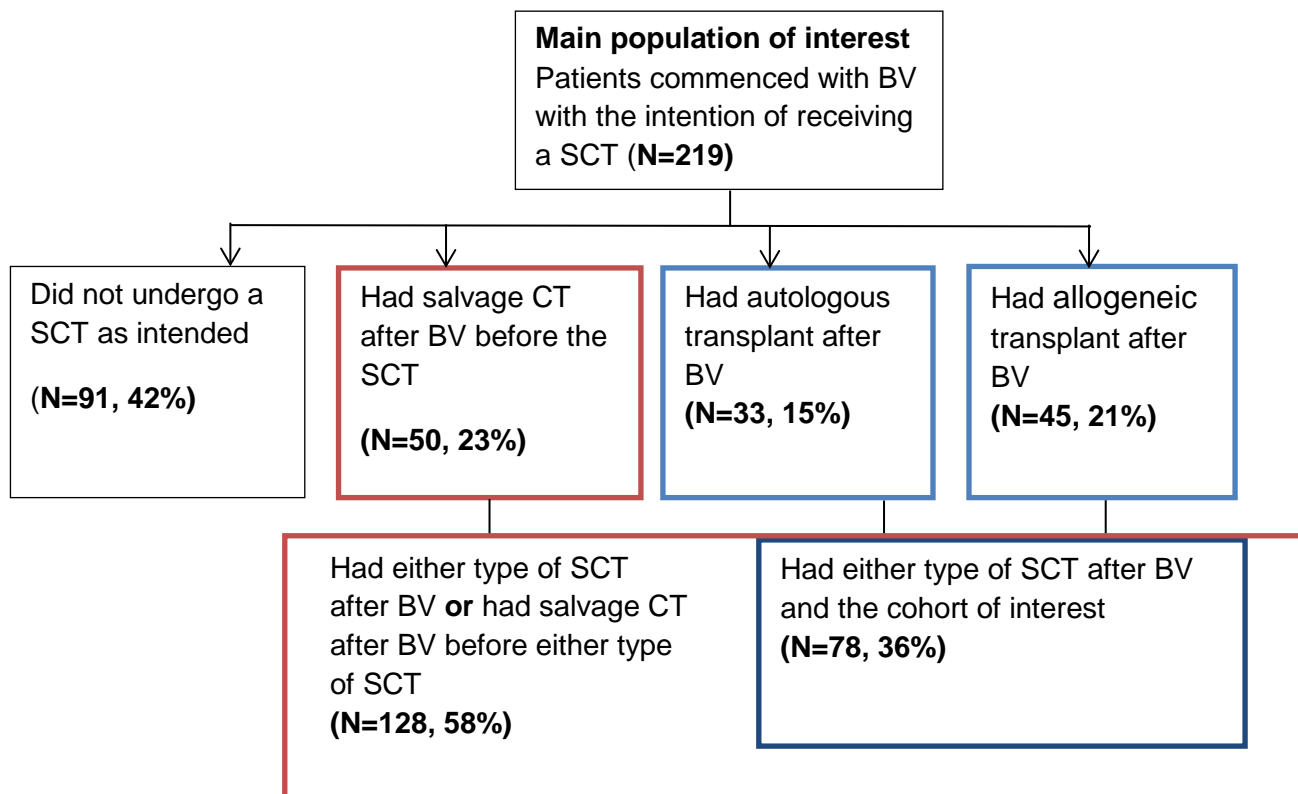 Main population of interest
Patients commenced with BV
with the intention of receiving
a SCT (N=219)
Did not undergo a
SCT as intended
(N=91, 42%)
Had salvage CT
after BV before the
SCT
(N=50, 23%)
Had autologous
transplant after
BV
(N=33, 15%)
Had allogeneic
transplant after
BV
(N=45, 21%)
Had either type of SCT
after BV or had salvage CT
after BV before either type
of SCT
(N=128, 58%)
Had either type of SCT after BV
and the cohort of interest
(N=78, 36%)